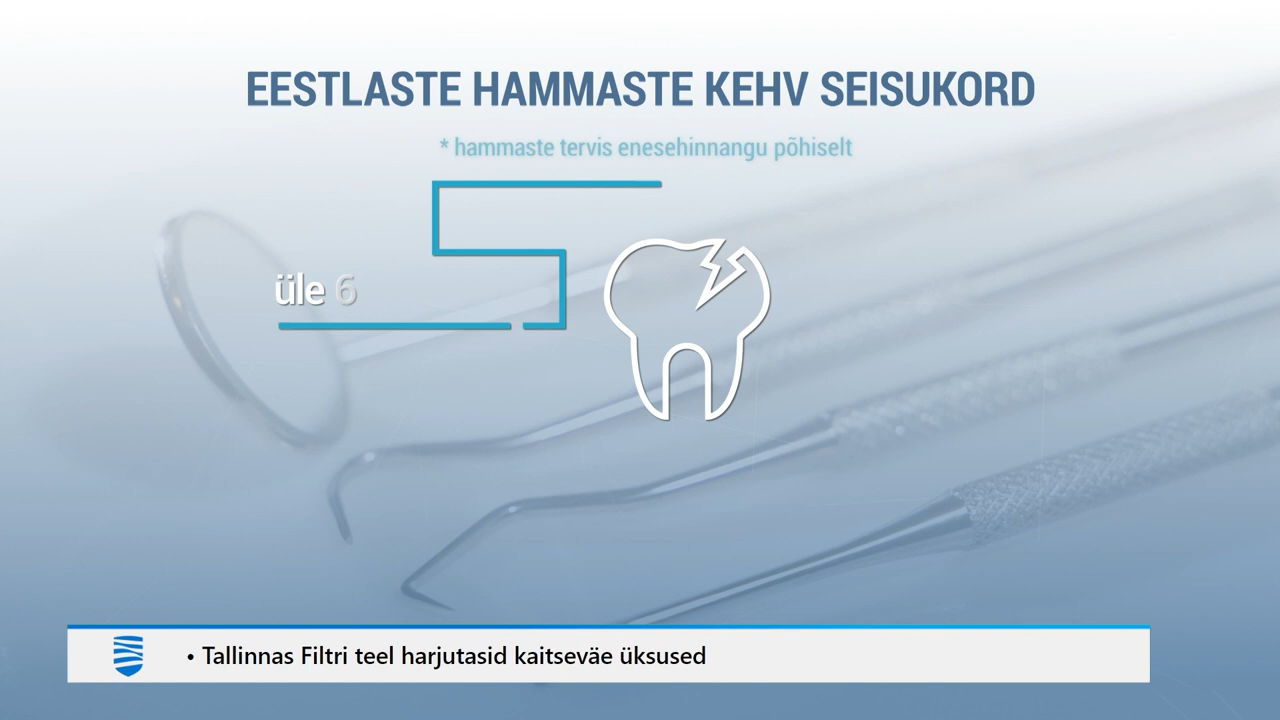 EESTLASTE HAMMASTE KEHV SEISUKORD
* hammaste tervis enesehinnangu põhiselt
üle 6
• Tallinnas Filtri teel harjutasid kaitseväe üksused